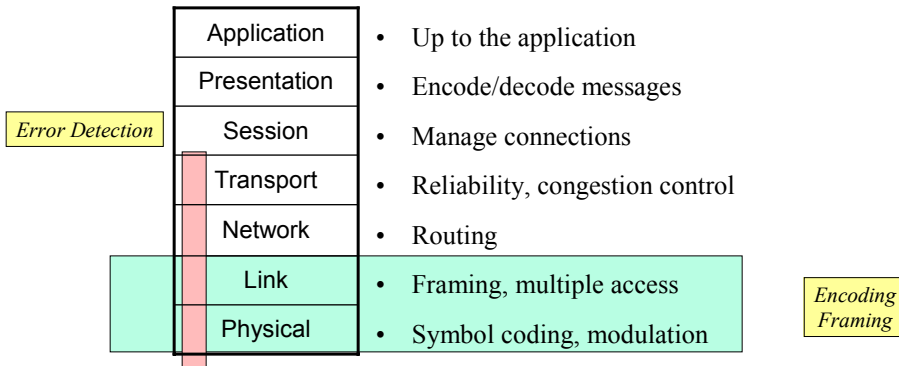 Application • Up to the application
Presentation • Encode/decode messages
Error Detection
Session • Manage connections
Transport • Reliability, congestion control
Network • Routing
Link • Framing, multiple access
Physical • Symbol coding, modulation
Encoding
Framing